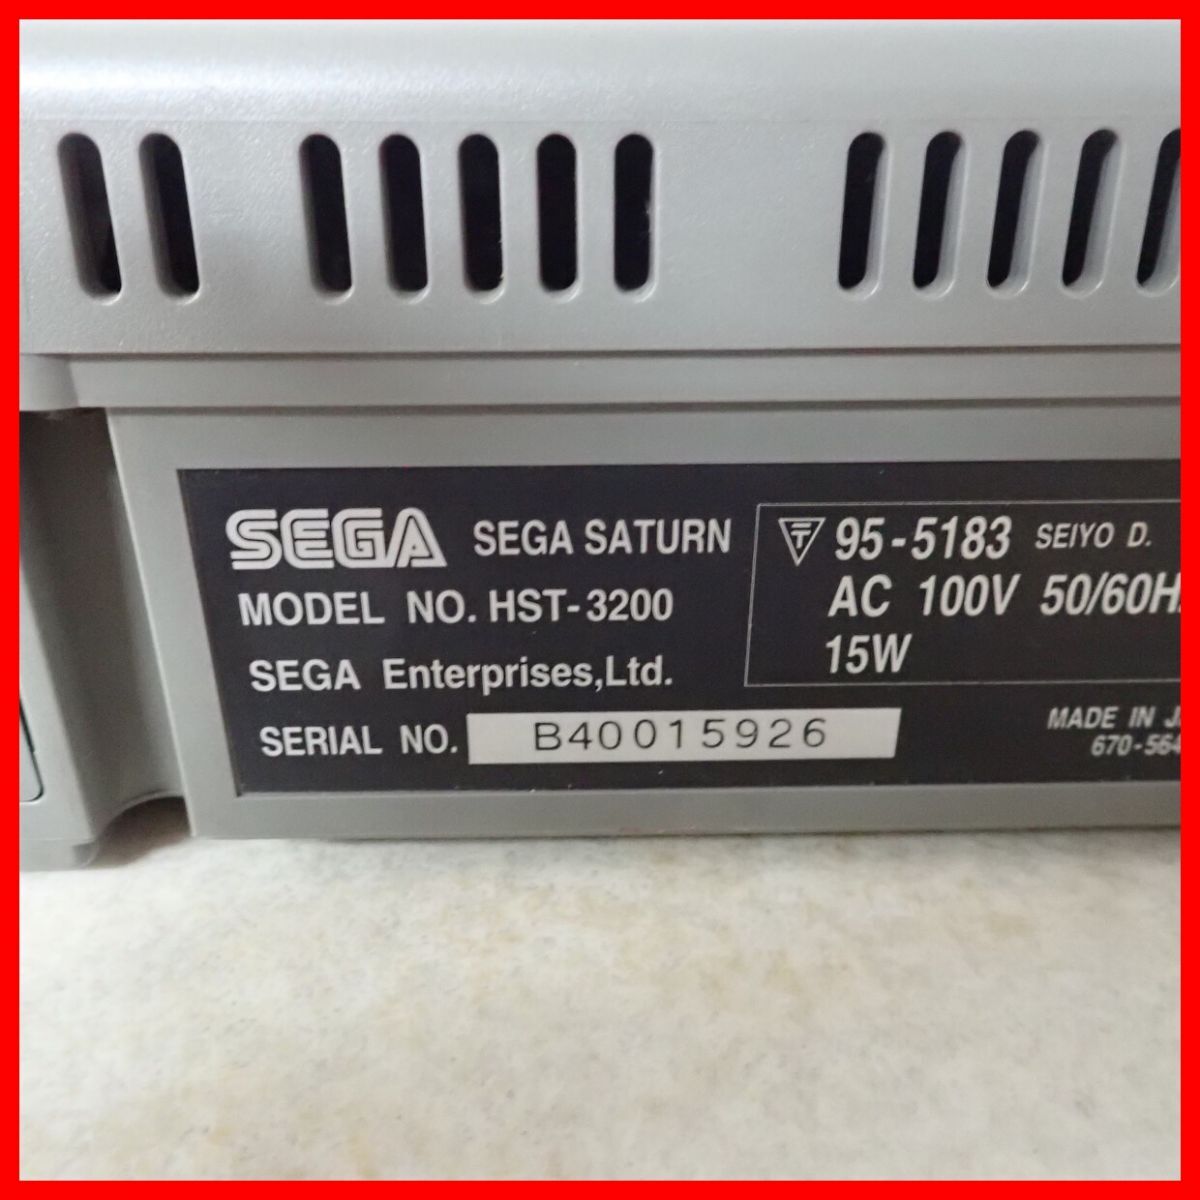 SEGA SEGA SATURN
MODEL NO. HST-3200
SEGA Enterprises,Ltd.
SERIAL NO. B40015926
T 95-5183 SEIYO D.
AC 100V 50/60Hz
15W
MADE IN
670-564